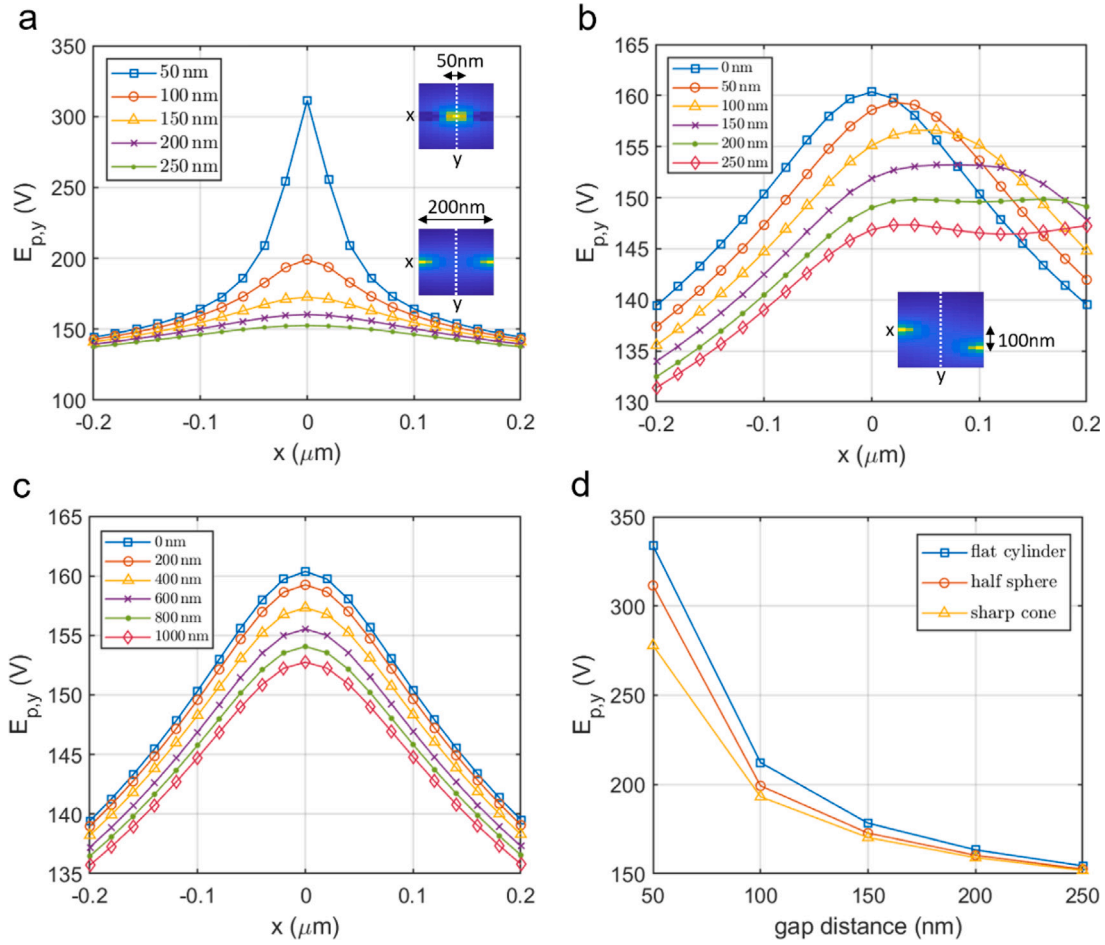 a
350
300
250
200
150
100
E_p,y (V)
-0.2
-0.1
0
0.1
0.2
x (μm)
50 nm
100 nm
150 nm
200 nm
250 nm
50nm
x
y
200nm
x
y
b
165
160
155
150
145
140
135
130
E_p,y (V)
-0.2
-0.1
0
0.1
0.2
x (μm)
0 nm
50 nm
100 nm
150 nm
200 nm
250 nm
x
100nm
y
c
165
160
155
150
145
140
135
E_p,y (V)
-0.2
-0.1
0
0.1
0.2
x (μm)
0 nm
200 nm
400 nm
600 nm
800 nm
1000 nm
d
350
300
250
200
150
E_p,y (V)
50
100
150
200
250
gap distance (nm)
flat cylinder
half sphere
sharp cone